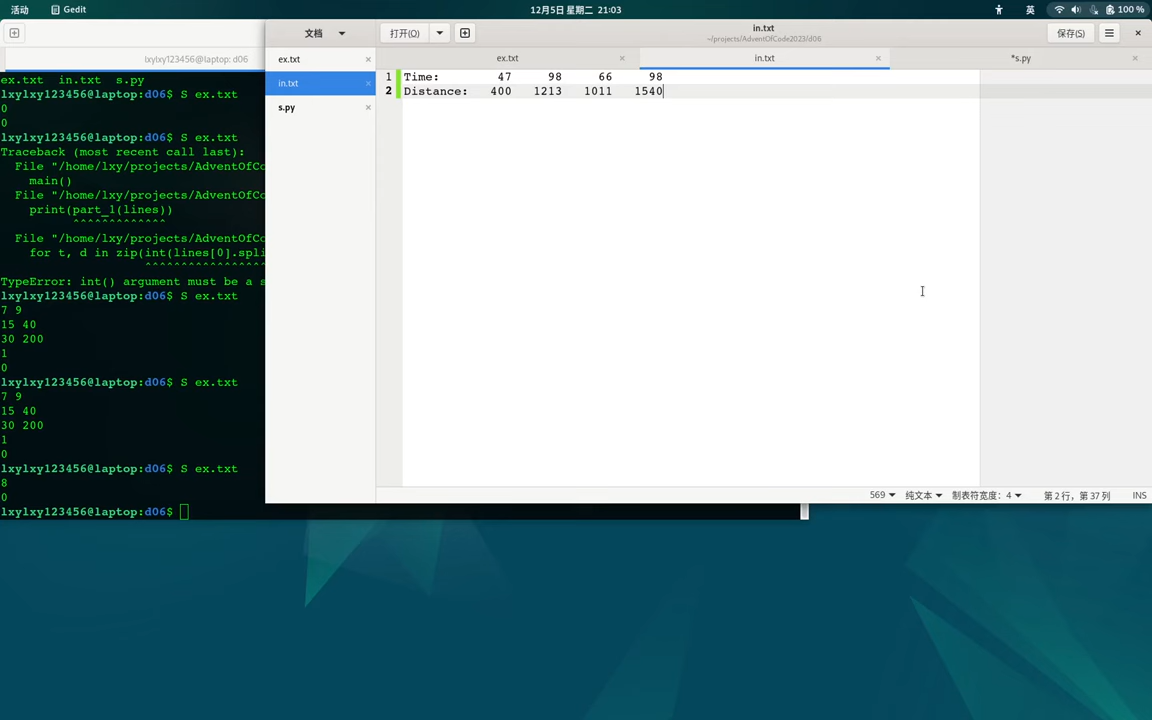 活动 Gedit 12月5日 星期二 21:03 英 100 %
文档 打开(O) in.txt 保存(S)
~/projects/AdventOfCode2023/d06
lxylxy123456@laptop: d06
ex.txt in.txt *s.py
ex.txt
in.txt
s.py
ex.txt in.txt s.py
lxylxy123456@laptop:d06$ S ex.txt
0
0
lxylxy123456@laptop:d06$ S ex.txt
Traceback (most recent call last):
File "/home/lxy/projects/AdventOfCo
main()
File "/home/lxy/projects/AdventOfCo
print(part_1(lines))
^^^^^^^^^^^^^
File "/home/lxy/projects/AdventOfCo
for t, d in zip(int(lines[0].spli
^^^^^^^^^^^^^^^^^
TypeError: int() argument must be a s
lxylxy123456@laptop:d06$ S ex.txt
7 9
15 40
30 200
1
0
lxylxy123456@laptop:d06$ S ex.txt
7 9
15 40
30 200
1
0
lxylxy123456@laptop:d06$ S ex.txt
8
0
lxylxy123456@laptop:d06$
1 Time: 47 98 66 98
2 Distance: 400 1213 1011 1540
569 纯文本 制表符宽度：4 第 2 行，第 37 列 INS